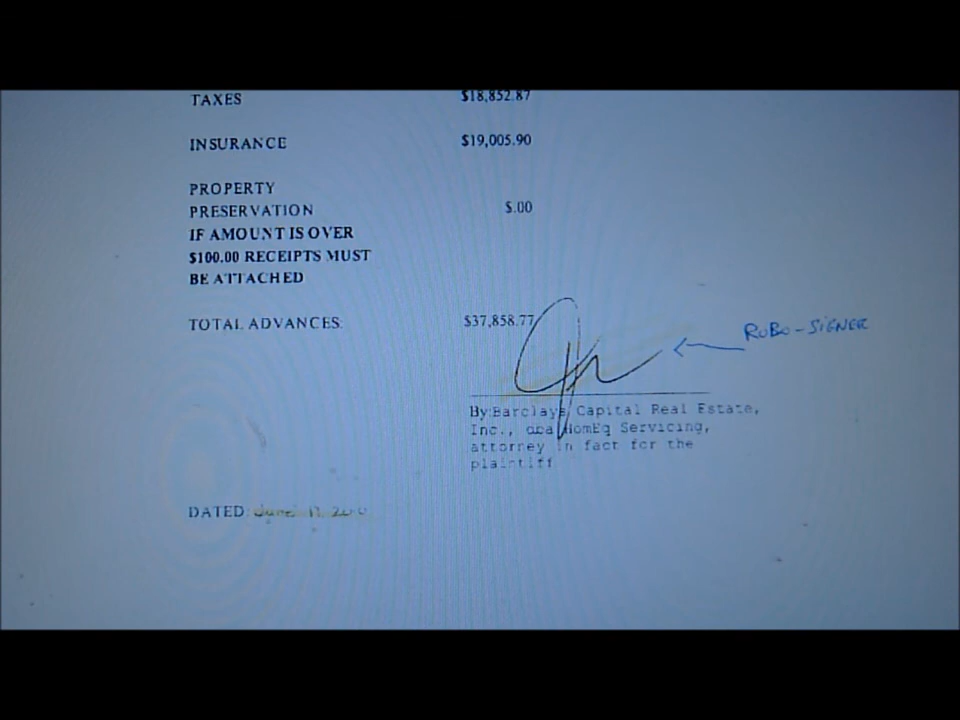 TAXES $18,852.87
INSURANCE $19,005.90
PROPERTY
PRESERVATION $.00
IF AMOUNT IS OVER
$100.00 RECEIPTS MUST
BE ATTACHED
TOTAL ADVANCES $37,858.77
ROBO-SIGNER
By:Barclays Capital Real Estate,
Inc., dba HomEq Servicing,
attorney in fact for the
plaintiff
DATED: